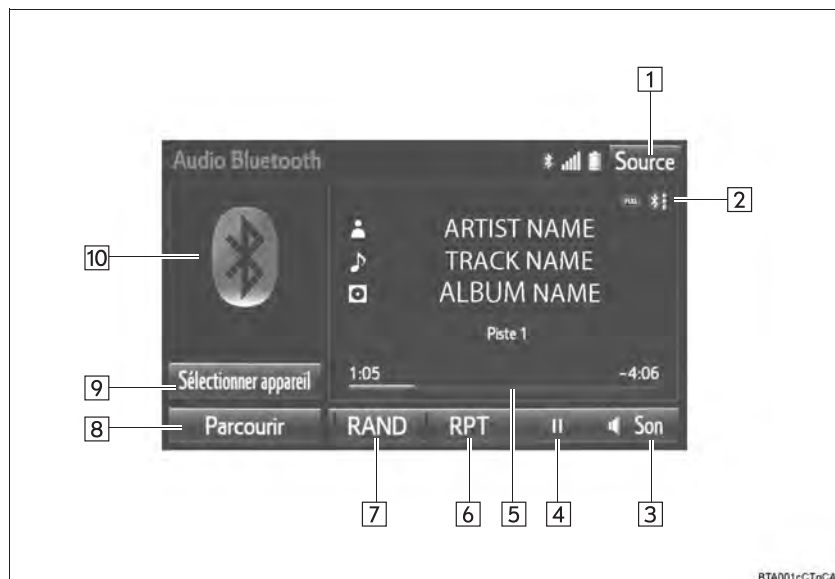 1
Audio Bluetooth
Source
FULL
2
ARTIST NAME
10
TRACK NAME
ALBUM NAME
Piste 1
9
Sélectionner appareil
1:05
-4:06
8
Parcourir
RAND
RPT
Son
7
6
5
4
3